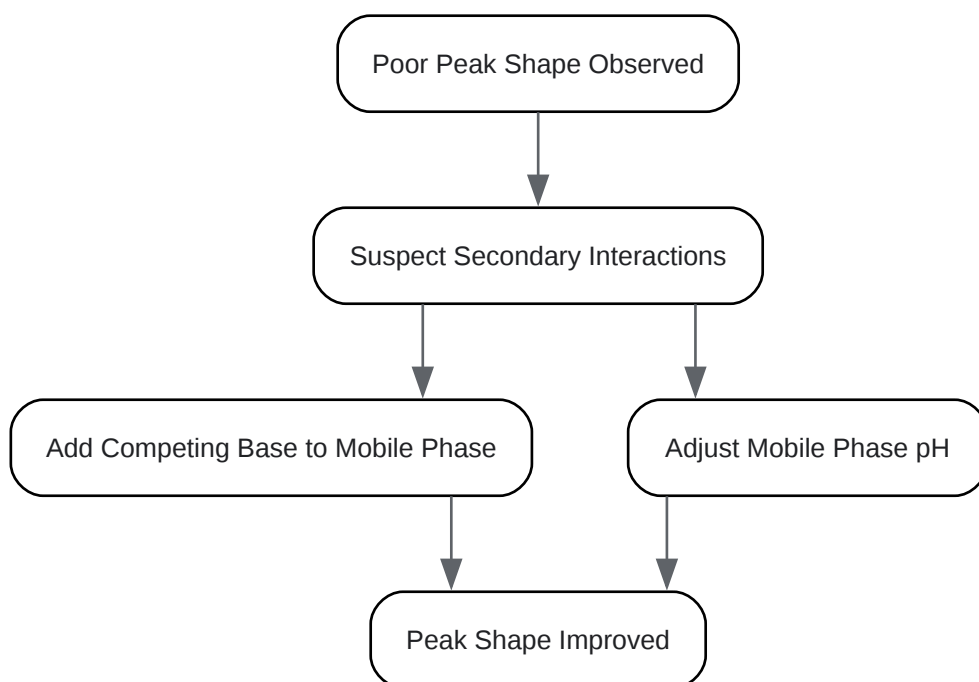 Poor Peak Shape Observed
Suspect Secondary Interactions
Add Competing Base to Mobile Phase
Adjust Mobile Phase pH
Peak Shape Improved